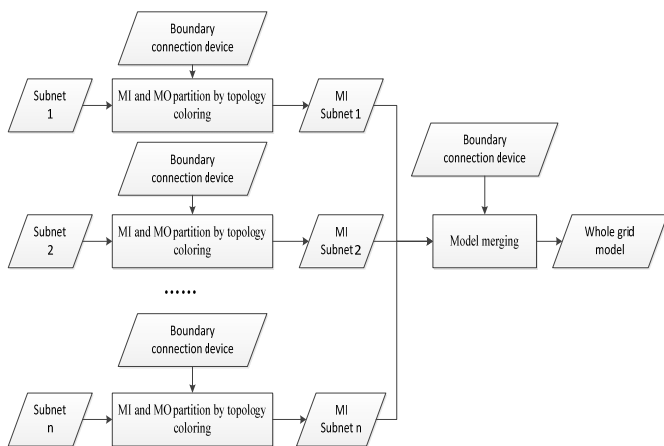 Boundary
connection device
Subnet
1
MI and MO partition by topology
coloring
MI
Subnet 1
Boundary
connection device
Boundary
connection device
Subnet
2
MI and MO partition by topology
coloring
MI
Subnet 2
Model merging
Whole grid
model
......
Boundary
connection device
Subnet
n
MI and MO partition by topology
coloring
MI
Subnet n